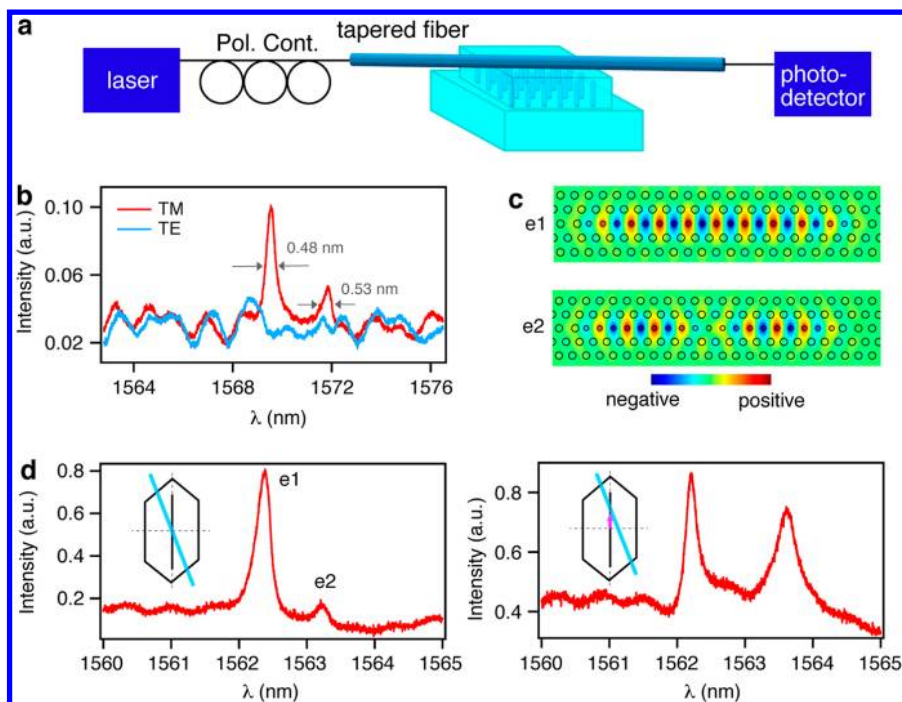 a
laser
Pol. Cont.
tapered fiber
photo-
detector
b
Intensity (a.u.)
0.10
0.06
0.02
TM
TE
0.48 nm
0.53 nm
1564
1568
1572
1576
λ (nm)
c
e1
e2
negative
positive
d
Intensity (a.u.)
0.8
0.6
0.4
0.2
e1
e2
1560
1561
1562
1563
1564
1565
λ (nm)
Intensity (a.u.)
0.8
0.6
0.4
1560
1561
1562
1563
1564
1565
λ (nm)